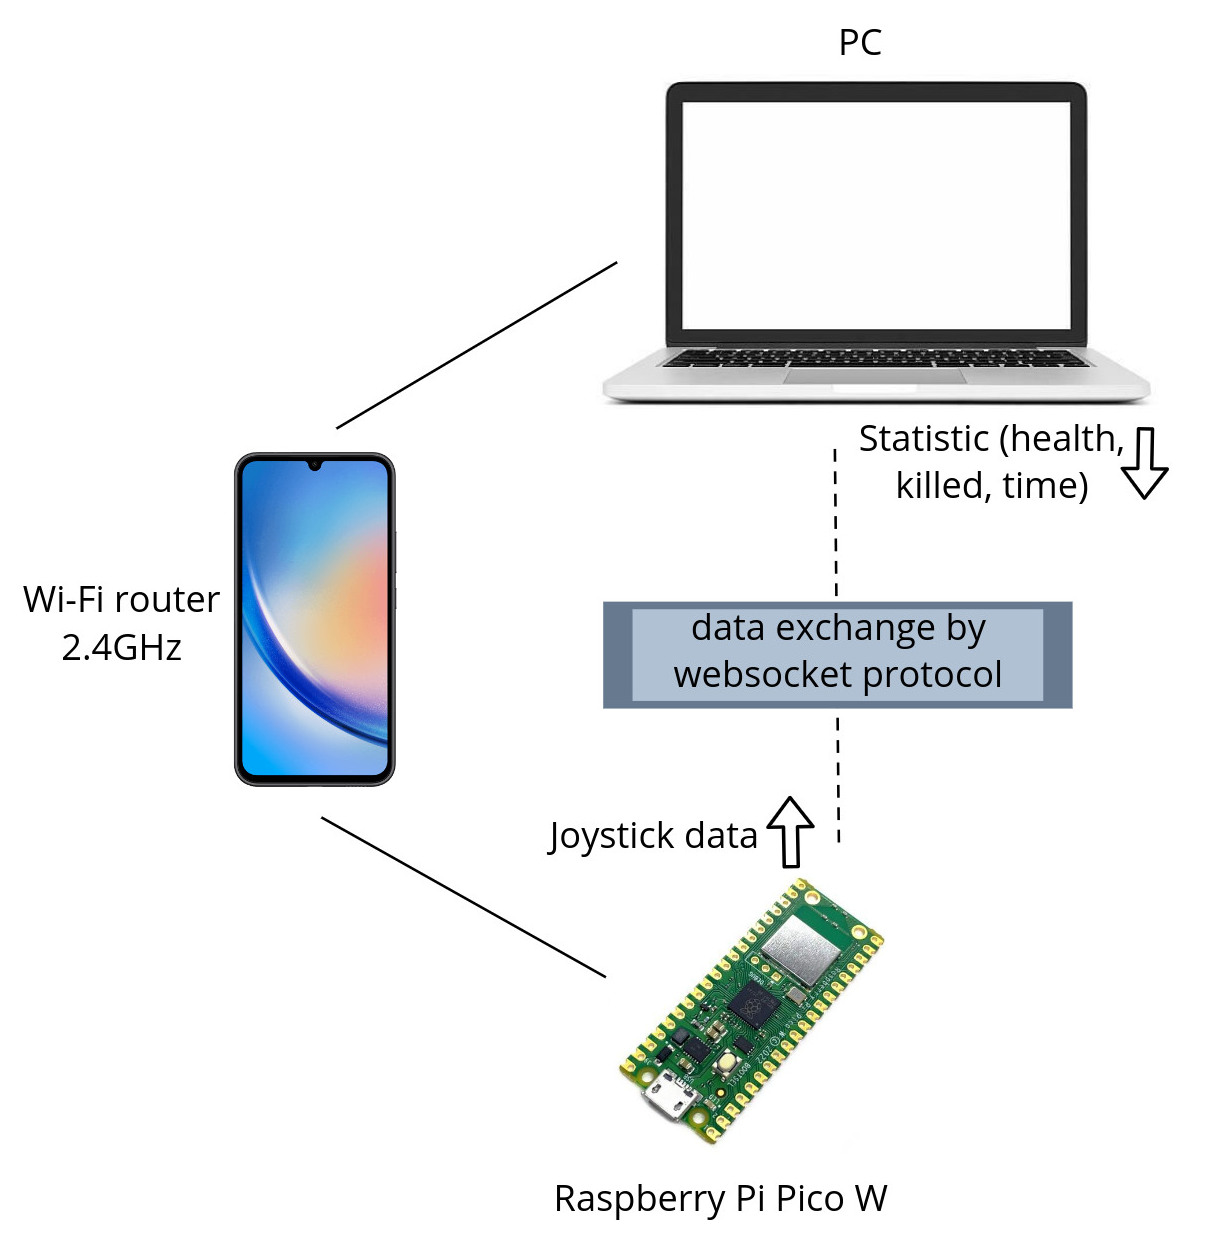 PC
Statistic (health,
killed, time)
Wi-Fi router
2.4GHz
data exchange by
websocket protocol
Joystick data
Raspberry Pi Pico W